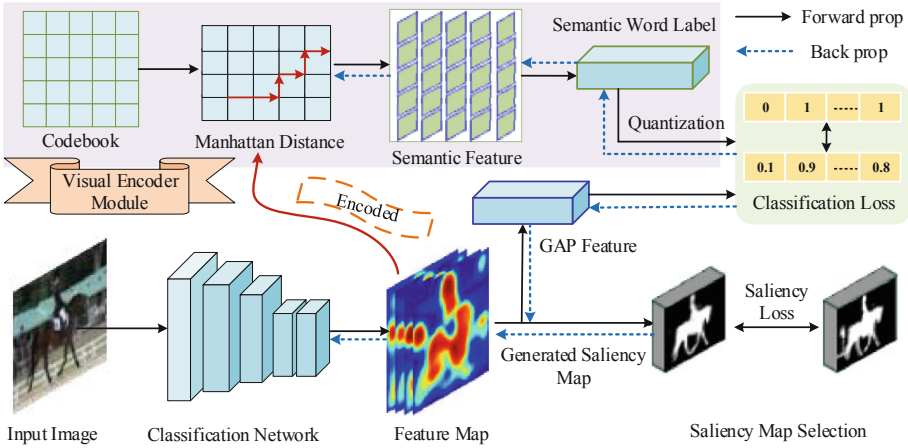 Semantic Word Label
Forward prop
Back prop
Codebook
Manhattan Distance
Semantic Feature
Quantization
0 1 ----- 1
0.1 0.9 ----- 0.8
Classification Loss
Visual Encoder
Module
Encoded
GAP Feature
Generated Saliency
Map
Saliency
Loss
Input Image
Classification Network
Feature Map
Saliency Map Selection